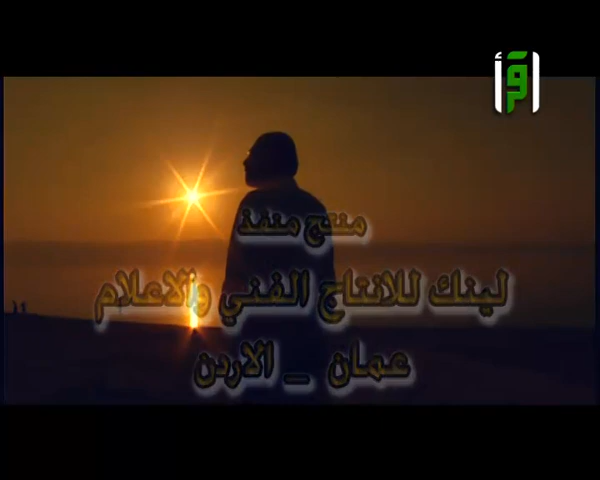 اقرأ
منتج منفذ
لينك للانتاج الفني والاعلام
عمان _ الاردن